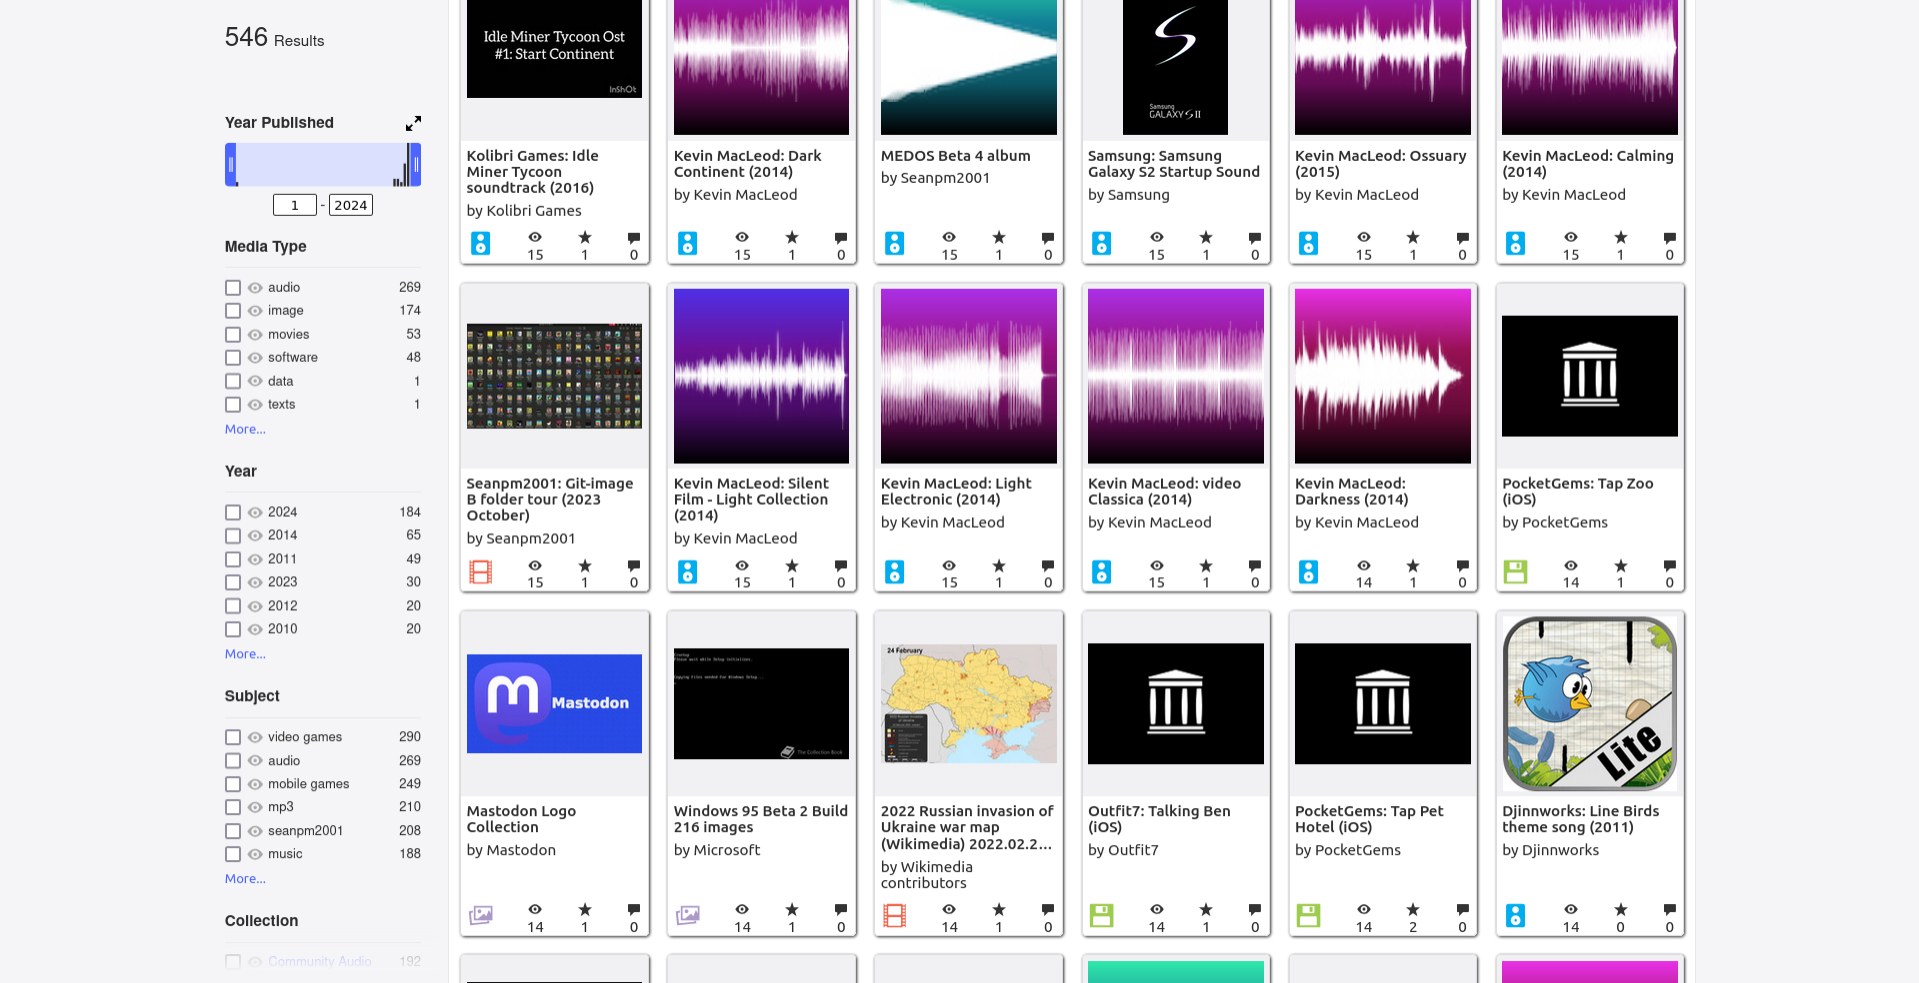 546 Results
Year Published
1 - 2024
Media Type
audio 269
image 174
movies 53
software 48
data 1
texts 1
More...
Year
2024 184
2014 65
2011 49
2023 30
2012 20
2010 20
More...
Subject
video games 290
audio 269
mobile games 249
mp3 210
seanpm2001 208
music 188
More...
Collection
Community Audio 192
Idle Miner Tycoon Ost
#1: Start Continent
InShOt
Kolibri Games: Idle
Miner Tycoon
soundtrack (2016)
by Kolibri Games
15 1 0
Kevin MacLeod: Dark
Continent (2014)
by Kevin MacLeod
15 1 0
MEDOS Beta 4 album
by Seanpm2001
15 1 0
Samsung
GALAXY S II
Samsung: Samsung
Galaxy S2 Startup Sound
by Samsung
15 1 0
Kevin MacLeod: Ossuary
(2015)
by Kevin MacLeod
15 1 0
Kevin MacLeod: Calming
(2014)
by Kevin MacLeod
15 1 0
Seanpm2001: Git-image
B folder tour (2023
October)
by Seanpm2001
15 1 0
Kevin MacLeod: Silent
Film - Light Collection
(2014)
by Kevin MacLeod
15 1 0
Kevin MacLeod: Light
Electronic (2014)
by Kevin MacLeod
15 1 0
Kevin MacLeod: video
Classica (2014)
by Kevin MacLeod
15 1 0
Kevin MacLeod:
Darkness (2014)
by Kevin MacLeod
14 1 0
PocketGems: Tap Zoo
(iOS)
by PocketGems
14 1 0
Mastodon
Mastodon Logo
Collection
by Mastodon
14 1 0
Please wait while Setup initializes.
Copying files needed for Windows Setup...
The Collection Book
Windows 95 Beta 2 Build
216 images
by Microsoft
14 1 0
24 February
2022 Russian invasion of
Ukraine war map
(Wikimedia) 2022.02.2...
by Wikimedia
contributors
14 1 0
Outfit7: Talking Ben
(iOS)
by Outfit7
14 1 0
PocketGems: Tap Pet
Hotel (iOS)
by PocketGems
14 2 0
Lite
Djinnworks: Line Birds
theme song (2011)
by Djinnworks
14 0 0